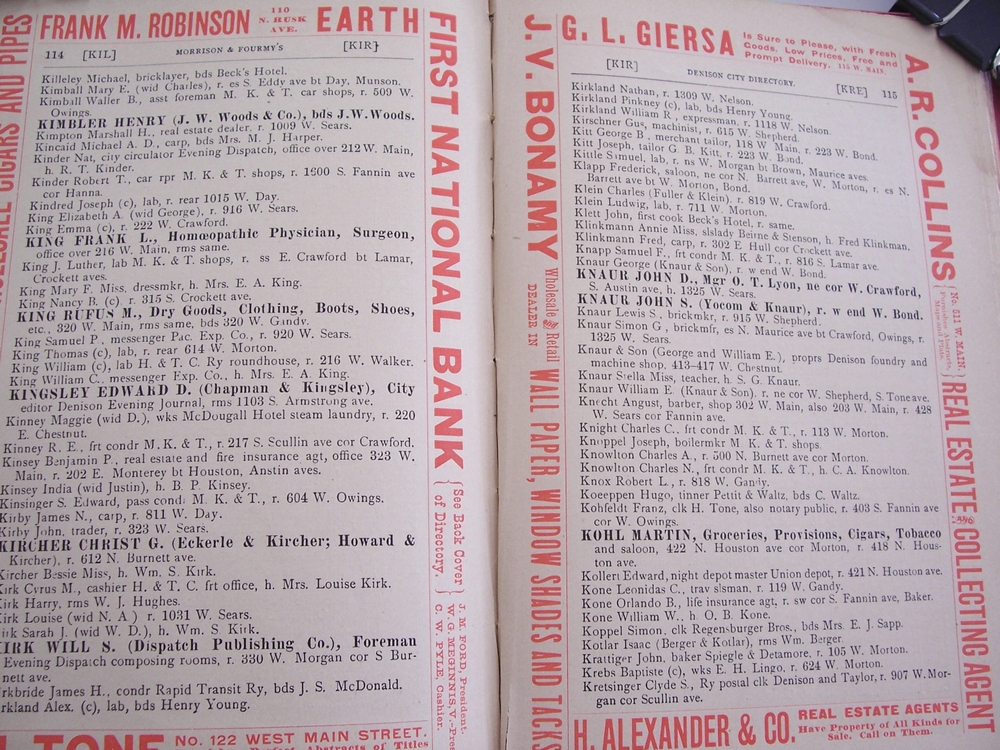 FRANK M. ROBINSON 110 N. RUSK AVE. EARTH
114 [KIL] MORRISON & FOURMY'S [KIR]
Killeley Michael, bricklayer, bds Beck's Hotel.
Kimball Mary E. (wid Charles), r. es S. Eddy ave bt Day, Munson.
Kimball Waller B., asst foreman M. K. & T. car shops, r. 509 W.
Owings.
KIMBLER HENRY (J. W. Woods & Co.), bds J.W.Woods.
Kimpton Marshall H., real estate dealer, r. 1009 W. Sears.
Kincaid Michael A. D., carp, bds Mrs. M. J. Harper.
Kinder Nat, city circulator Evening Dispatch, office over 212 W. Main,
h. R. T. Kinder.
Kinder Robert T., car rpr M. K. & T. shops, r. 1300 S. Fannin ave
cor Hanna.
Kindred Joseph (c), lab, r. rear 1015 W. Day.
King Elizabeth A. (wid George), r. 916 W. Sears.
King Emma (c), r. 222 W. Crawford.
KING FRANK L., Homœopathic Physician, Surgeon,
office over 216 W. Main, rms same.
King J. Luther, lab M. K. & T. shops, r. ss E. Crawford bt Lamar,
Crockett aves.
King Mary F. Miss, dressmkr, h. Mrs. E. A. King.
King Nancy B. (c), r. 315 S. Crockett ave.
KING RUFUS M., Dry Goods, Clothing, Boots, Shoes,
etc., 320 W. Main, rms same, bds 320 W. Gandy.
King Samuel P, messenger Pac. Exp. Co., r. 920 W. Sears.
King Thomas (c), lab, r. rear 614 W. Morton.
King William (c), lab H. & T. C. Ry roundhouse, r. 216 W. Walker.
King William C., messenger Exp. Co., h. Mrs. E. A. King.
KINGSLEY EDWARD D. (Chapman & Kingsley), City
editor Denison Evening Journal, rms 1103 S. Armstrong ave.
Kinney Maggie (wid D.), wks McDougall Hotel steam laundry, r. 220
E. Chestnut.
Kinney R. E., frt condr M. K. & T., r. 217 S. Scullin ave cor Crawford.
Kinsey Benjamin P., real estate and fire insurance agt, office 323 W.
Main, r. 202 E. Monterey bt Houston, Austin aves.
Kinsey India (wid Justin), h. B. P. Kinsey.
Kinsinger S. Edward, pass condr M. K. & T., r. 604 W. Owings.
Kirby James N., carp, r. 811 W. Day.
Kirby John, trader, r. 323 W. Sears.
KIRCHER CHRIST G. (Eckerle & Kircher; Howard &
Kircher), r. 612 N. Burnett ave.
Kircher Bessie Miss, h. Wm. S. Kirk.
Kirk Cyrus M., cashier H. & T. C. frt office, h. Mrs. Louise Kirk.
Kirk Harry, rms W. J. Hughes.
Kirk Louise (wid N. A) r. 1031 W. Sears.
Kirk Sarah J. (wid W. D.), h. Wm. S Kirk.
KIRK WILL S. (Dispatch Publishing Co.), Foreman
Evening Dispatch composing rooms, r. 330 W. Morgan cor S Bur-
nett ave.
rkbride James H., condr Rapid Transit Ry, bds J. S. McDonald.
rkland Alex. (c), lab, bds Henry Young.
TONE No. 122 WEST MAIN STREET.
Perfect Abstracts of Titles
CIGARS AND PIPES
FIRST NATIONAL BANK
See Back Cover of Directory.
J. M. FORD, President.
W. G. MEGINNIS, V.-Pres
C. W. PYLE, Cashier.
J. V. BONAMY
DEALER IN
Wholesale & Retail
WALL PAPER, WINDOW SHADES AND TACKS
G. L. GIERSA Is Sure to Please, with Fresh
Goods, Low Prices, Free and
Prompt Delivery. 115 W. MAIN.
[KIR] DENISON CITY DIRECTORY. [KRE] 115
Kirkland Nathan, r. 1309 W. Nelson.
Kirkland Pinkney (c), lab, bds Henry Young.
Kirkland William R, expressman, r. 1118 W. Nelson.
Kirschner Gus, machinist, r. 615 W. Shepherd.
Kitt George B, merchant tailor, 118 W Main, r. 223 W. Bond.
Kitt Joseph, tailor G. B. Kitt, r. 223 W. Bond.
Kittle Samuel, lab, r. ns W. Morgan bt Brown, Maurice aves.
Klapp Frederick, saloon, ne cor N. Barrett ave, W. Morton, r. es N.
Barrett ave bt W. Morton, Bond.
Klein Charles (Fuller & Klein), r. 819 W. Crawford.
Klein Ludwig, lab, r. 711 W. Morton.
Klett John, first cook Beck's Hotel, r. same.
Klinkmann Annie Miss, slslady Beirne & Stenson, h. Fred Klinkman.
Klinkmann Fred, carp, r. 302 E Hull cor Crockett ave.
Knapp Samuel F., frt condr M. K. & T., r. 816 S. Lamar ave.
Knaur George (Knaur & Son), r. w end W. Bond.
KNAUR JOHN D., Mgr O. T. Lyon, ne cor W. Crawford,
S. Austin ave, h. 1325 W. Sears.
KNAUR JOHN S. (Yocom & Knaur), r. w end W. Bond.
Knaur Lewis S., brickmkr, r. 915 W. Shepherd.
Knaur Simon G, brickmfr, es N. Maurice ave bt Crawford, Owings, r.
1325 W. Sears.
Knaur & Son (George and William E.), proprs Denison foundry and
machine shop, 413-417 W. Chestnut.
Knaur Stella Miss, teacher, h. S. G. Knaur.
Knaur William E. (Knaur & Son), r. ne cor W. Shepherd, S. Tone ave.
Knecht August, barber, shop 302 W. Main, also 203 W. Main, r. 428
W. Sears cor Fannin ave.
Knight Charles C., frt condr M. K. & T., r. 113 W. Morton.
Knoppel Joseph, boilermkr M. K. & T. shops.
Knowlton Charles A., r. 500 N. Burnett ave cor Morton.
Knowlton Charles N., frt condr M. K. & T., h. C. A. Knowlton.
Knox Robert L., r. 818 W. Gandy.
Koeeppen Hugo, tinner Pettit & Waltz, bds C. Waltz.
Kohfeldt Franz, clk H. Tone, also notary public, r. 403 S. Fannin ave
cor W. Owings.
KOHL MARTIN, Groceries, Provisions, Cigars, Tobacco
and saloon, 422 N. Houston ave cor Morton, r. 418 N. Hous-
ton ave.
Kollert Edward, night depot master Union depot, r. 421 N. Houston ave.
Kone Leonidas C., trav slsman, r. 119 W. Gandy.
Kone Orlando B., life insurance agt, r. sw cor S. Fannin ave, Baker.
Kone William W., h O. B. Kone.
Koppel Simon, clk Regensburger Bros., bds Mrs. E. J. Sapp.
Kotlar Isaac (Berger & Kotlar), rms Wm. Berger.
Krattiger John, baker Spiegle & Detamore, r. 105 W. Morton.
Krebs Baptiste (c), wks E. H. Lingo, r. 624 W. Morton.
Kretsinger Clyde S., Ry postal clk Denison and Taylor, r. 907 W. Mor-
gan cor Scullin ave.
H. ALEXANDER & CO. REAL ESTATE AGENTS
Have Property of All Kinds for
Sale. Call on Them.
A. R. COLLINS
No. 511 W. MAIN.
Furnishes Abstracts,
Maps and Plats.
REAL ESTATE AND COLLECTING AGENT